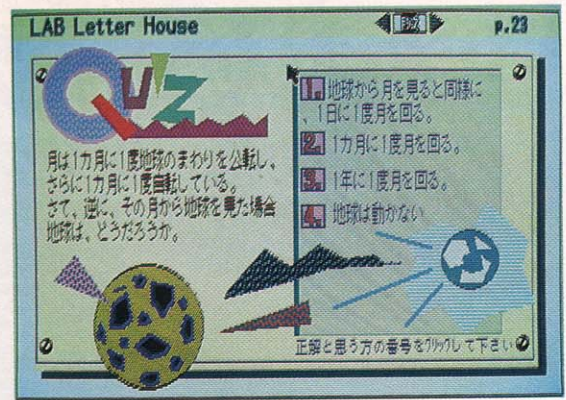 LAB Letter House
p.23
QUIZ
月は1カ月に1度地球のまわりを公転し、
さらに1カ月に1度自転している。
さて、逆に、その月から地球を見た場合
地球は、どうだろうか。
1. 地球から月を見ると同様に
、1日に1度月を回る。
2. 1カ月に1度月を回る。
3. 1年に1度月を回る。
4. 地球は動かない
正解と思う方の番号をクリックして下さい